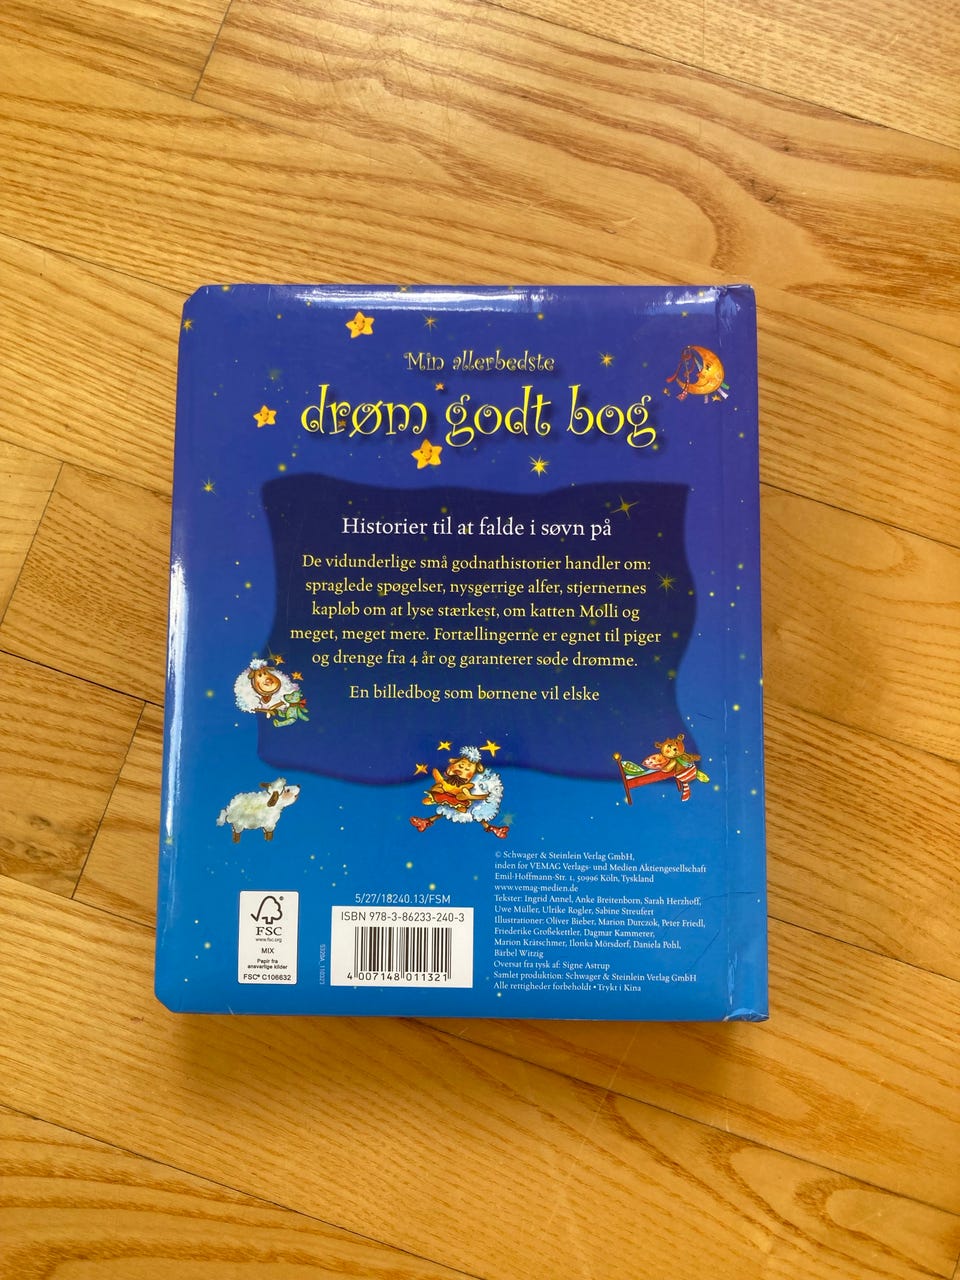 Min allerbedste
drøm godt bog
Historier til at falde i søvn på
De vidunderlige små godnathistorier handler om:
spraglede spøgelser, nysgerrige alfer, stjernernes
kapløb om at lyse stærkest, om katten Molli og
meget, meget mere. Fortællingerne er egnet til piger
og drenge fra 4 år og garanterer søde drømme.
En billedbog som børnene vil elske
© Schwager & Steinlein Verlag GmbH,
inden for VEMAG Verlags- und Medien Aktiengesellschaft
Emil-Hoffmann-Str. 1, 50996 Köln, Tyskland
www.vemag-medien.de
Tekster: Ingrid Annel, Anke Breitenborn, Sarah Herzhoff,
Uwe Müller, Ulrike Rogler, Sabine Streufert
Illustrationer: Oliver Bieber, Marion Durczok, Peter Friedl,
Friederike Großekettler, Dagmar Kammerer,
Marion Krätschmer, Ilonka Mörsdorf, Daniela Pohl,
Bärbel Witzig
Oversat fra tysk af: Signe Astrup
Samlet produktion: Schwager & Steinlein Verlag GmbH
Alle rettigheder forbeholdt • Trykt i Kina
5/27/18240.13/FSM
ISBN 978-3-86233-240-3
4 007148 011321
FSC
www.fsc.org
MIX
Papir fra
ansvarlige kilder
FSC® C106632